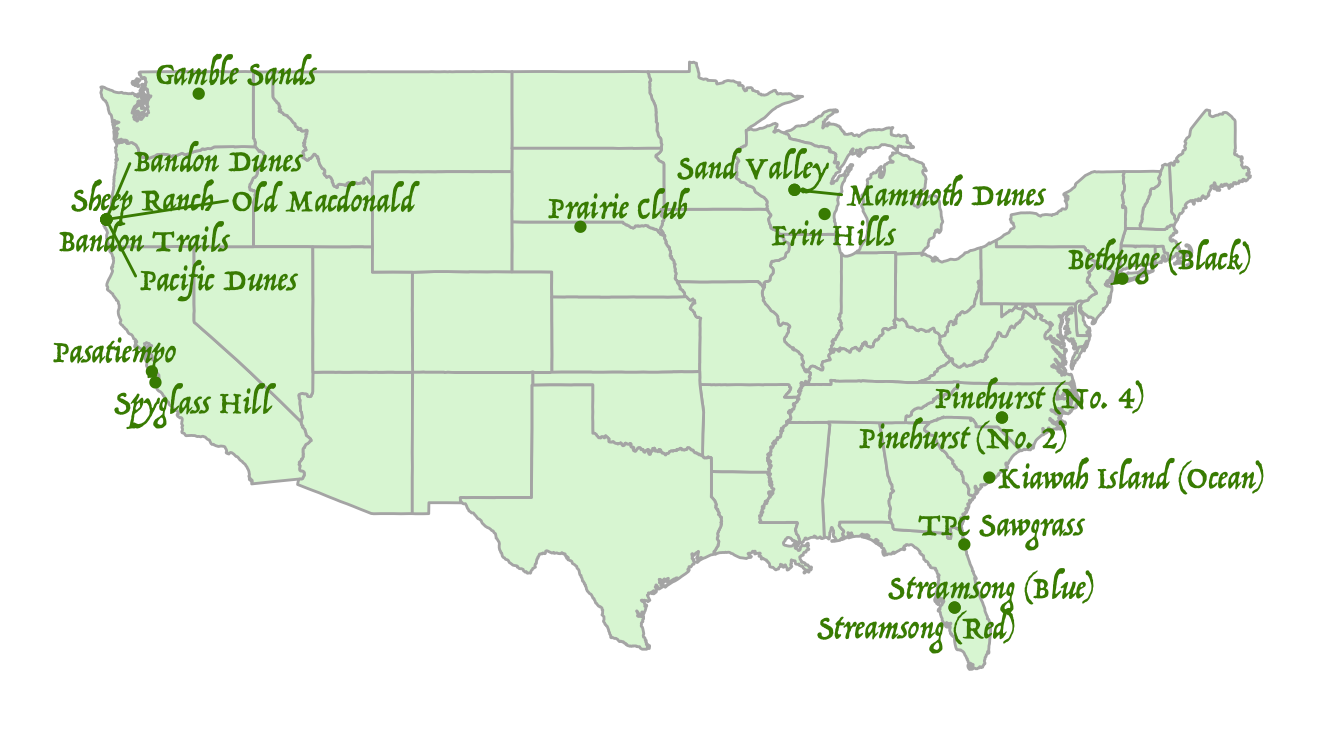 Gamble Sands
Bandon Dunes
Sheep Ranch
Old Macdonald
Bandon Trails
Pacific Dunes
Pasatiempo
Spyglass Hill
Prairie Club
Sand Valley
Mammoth Dunes
Erin Hills
Bethpage (Black)
Pinehurst (No. 4)
Pinehurst (No. 2)
Kiawah Island (Ocean)
TPC Sawgrass
Streamsong (Blue)
Streamsong (Red)